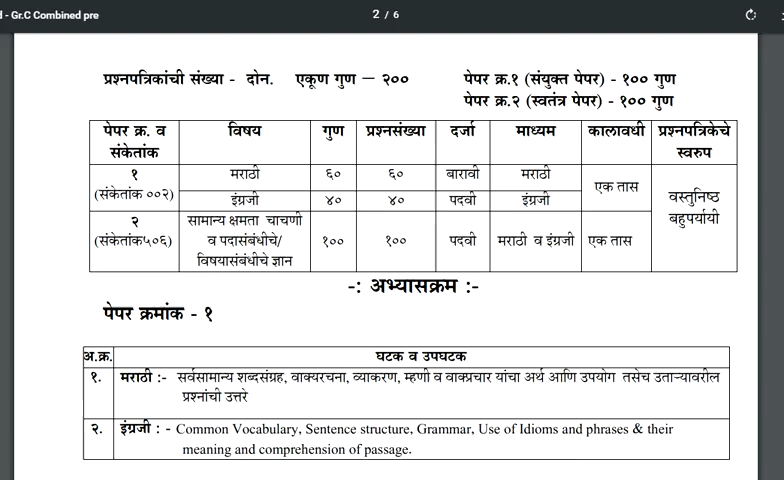 - Gr.C Combined pre
2 / 6
प्रश्नपत्रिकांची संख्या - दोन. एकूण गुण – २०० पेपर क्र.१ (संयुक्त पेपर) - १०० गुण
पेपर क्र.२ (स्वतंत्र पेपर) - १०० गुण
पेपर क्र. व संकेतांक विषय गुण प्रश्नसंख्या दर्जा माध्यम कालावधी प्रश्नपत्रिकेचे स्वरुप
१ (संकेतांक ००२) मराठी ६० ६० बारावी मराठी एक तास वस्तुनिष्ठ बहुपर्यायी
इंग्रजी ४० ४० पदवी इंग्रजी
२ (संकेतांक५०६) सामान्य क्षमता चाचणी व पदासंबंधीचे/ विषयासंबंधीचे ज्ञान १०० १०० पदवी मराठी व इंग्रजी एक तास
-: अभ्यासक्रम :-
पेपर क्रमांक - १
अ.क्र. घटक व उपघटक
१. मराठी :- सर्वसामान्य शब्दसंग्रह, वाक्यरचना, व्याकरण, म्हणी व वाक्प्रचार यांचा अर्थ आणि उपयोग तसेच उताऱ्यावरील
प्रश्नांची उत्तरे
२. इंग्रजी : - Common Vocabulary, Sentence structure, Grammar, Use of Idioms and phrases & their
meaning and comprehension of passage.